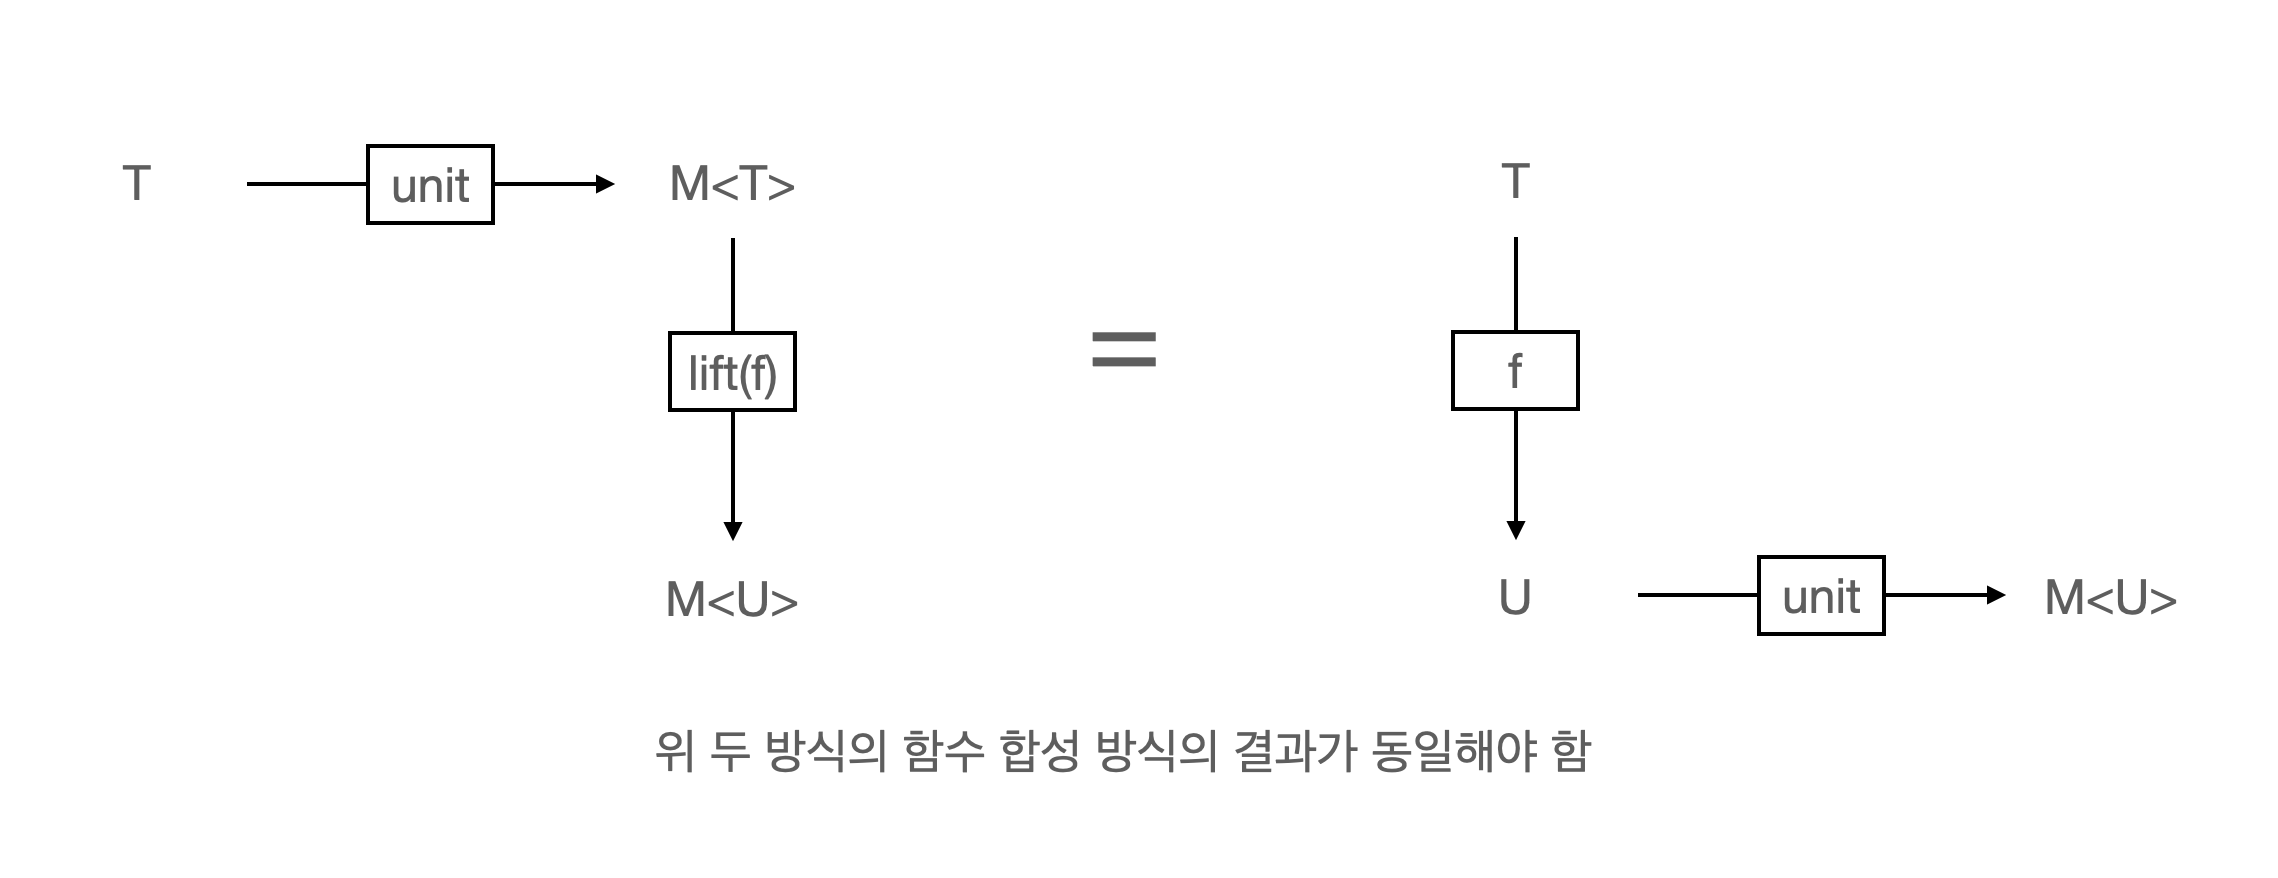 T
unit
M<T>
lift(f)
M<U>
=
T
f
U
unit
M<U>
위 두 방식의 함수 합성 방식의 결과가 동일해야 함